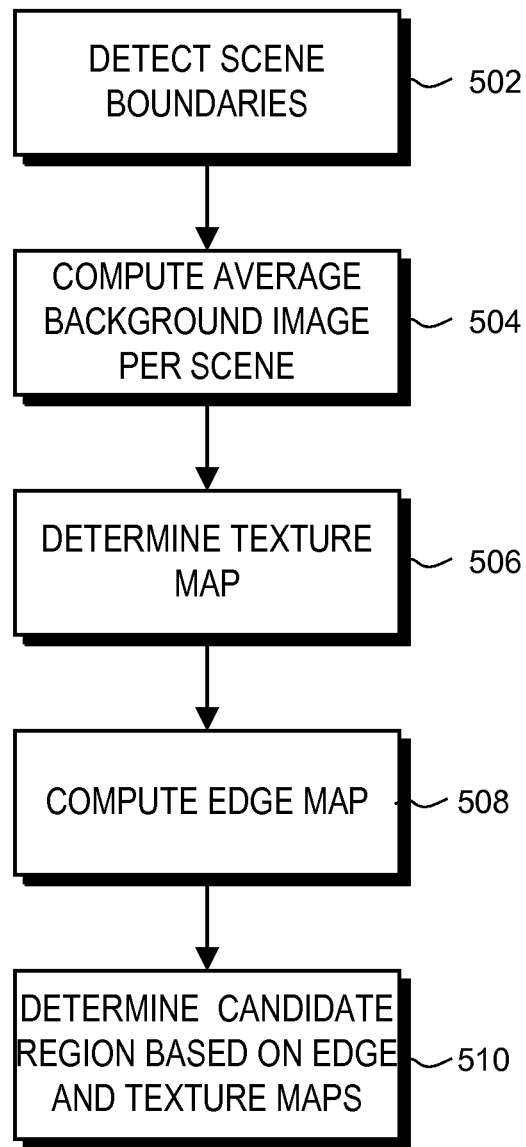 DETECT SCENE
BOUNDARIES
502
COMPUTE AVERAGE
BACKGROUND IMAGE
PER SCENE
504
DETERMINE TEXTURE
MAP
506
COMPUTE EDGE MAP
508
DETERMINE CANDIDATE
REGION BASED ON EDGE
AND TEXTURE MAPS
510